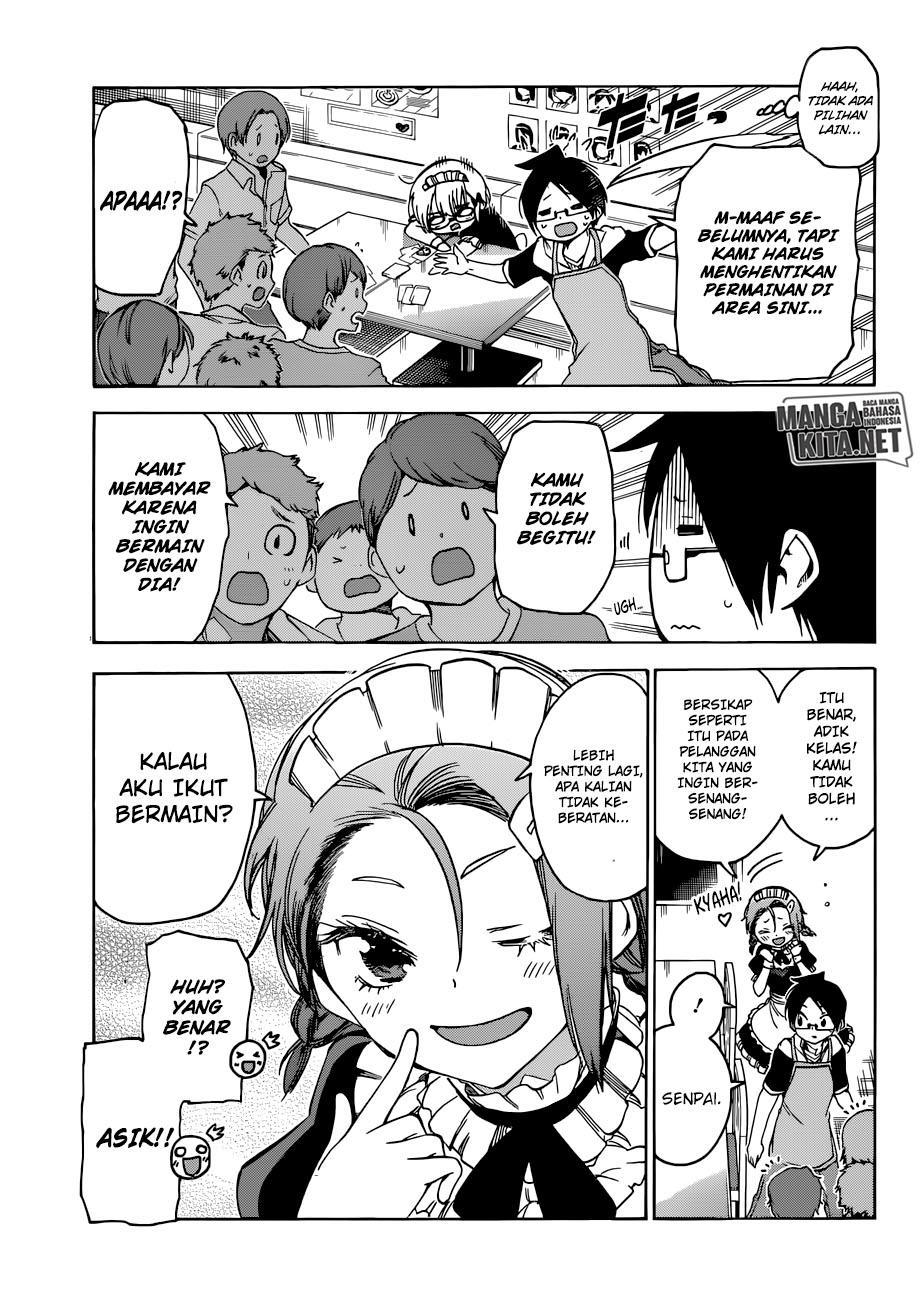 HAAH,
TIDAK ADA
PILIHAN
LAIN...
M-MAAF SE-
BELUMNYA, TAPI
KAMI HARUS
MENGHENTIKAN
PERMAINAN DI
AREA SINI...
APAAA!?
MANGA
KITA.NET
BACA MANGA
BAHASA
INDONESIA
KAMU
TIDAK
BOLEH
BEGITU!
UGH...
KAMI
MEMBAYAR
KARENA
INGIN
BERMAIN
DENGAN
DIA!
ITU
BENAR,
ADIK
KELAS!
KAMU
TIDAK
BOLEH
...
BERSIKAP
SEPERTI
ITU PADA
PELANGGAN
KITA YANG
INGIN BER-
SENANG-
SENANG!
KYAHA!
!
SENPAI.
LEBIH
PENTING LAGI,
APA KALIAN
TIDAK KE-
BERATAN...
KALAU
AKU IKUT
BERMAIN?
HUH?
YANG
BENAR
!?
ASIK!!